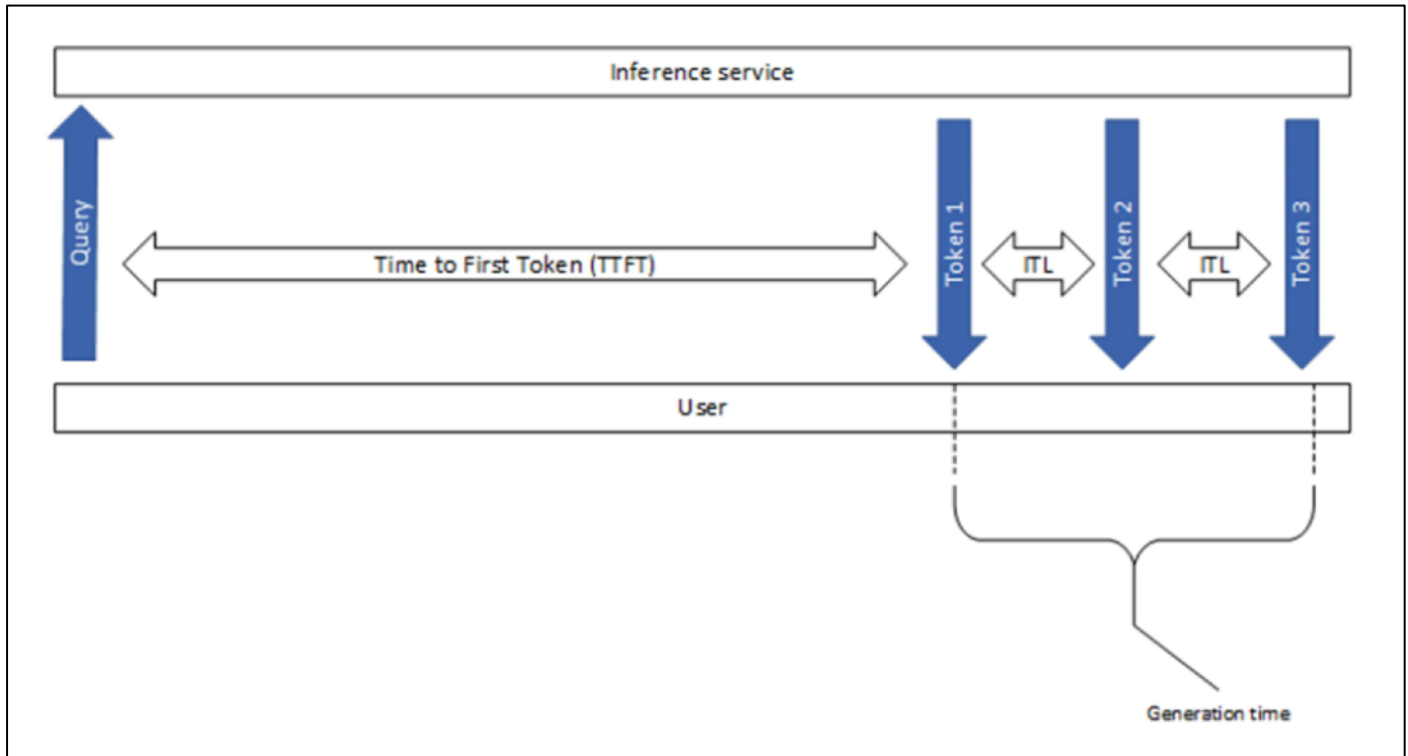 Inference service
Query
Time to First Token (TTFT)
Token 1
ITL
Token 2
ITL
Token 3
User
Generation time